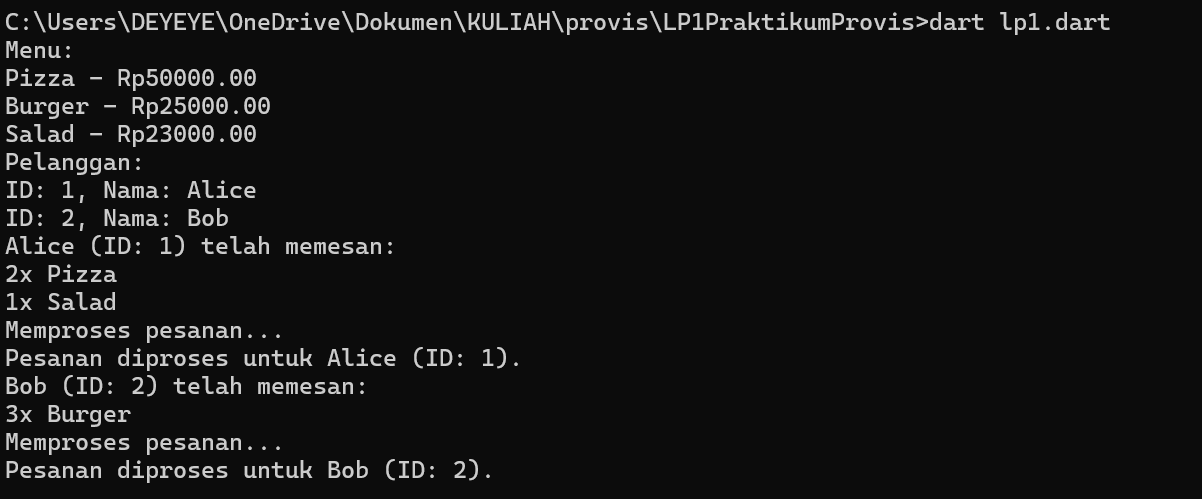 C:\Users\DEYEYE\OneDrive\Dokumen\KULIAH\provis\LP1PraktikumProvis>dart lp1.dart
Menu:
Pizza - Rp50000.00
Burger - Rp25000.00
Salad - Rp23000.00
Pelanggan:
ID: 1, Nama: Alice
ID: 2, Nama: Bob
Alice (ID: 1) telah memesan:
2x Pizza
1x Salad
Memproses pesanan...
Pesanan diproses untuk Alice (ID: 1).
Bob (ID: 2) telah memesan:
3x Burger
Memproses pesanan...
Pesanan diproses untuk Bob (ID: 2).